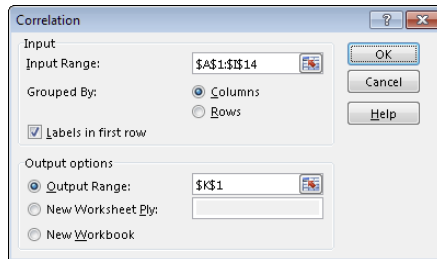 Correlation
Input
Input Range: $A$1:$I$14
Grouped By: Columns
Rows
Labels in first row
Output options
Output Range: $K$1
New Worksheet Ply:
New Workbook
OK
Cancel
Help